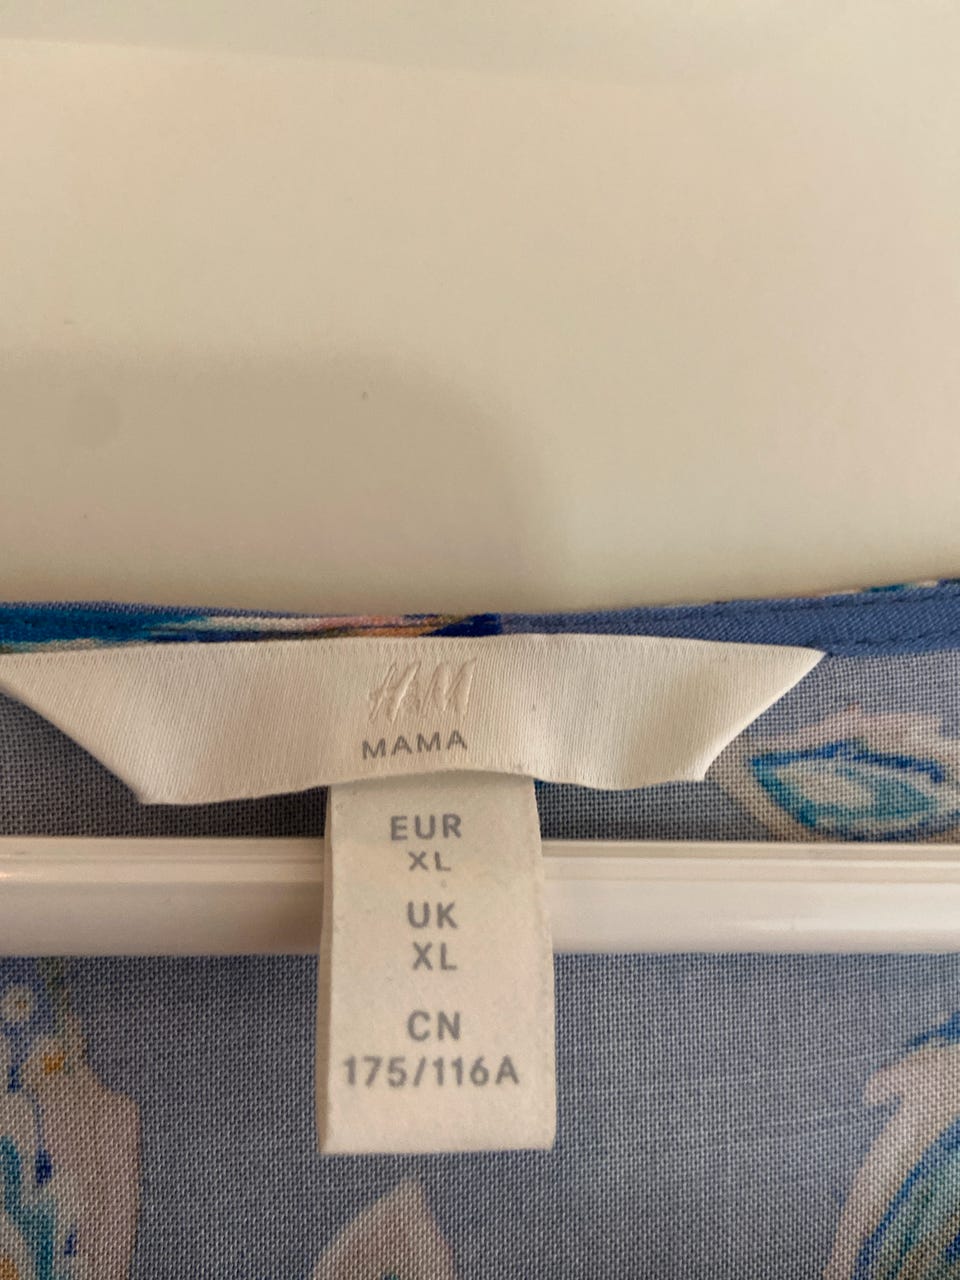 H&M
MAMA
EUR
XL
UK
XL
CN
175/116A